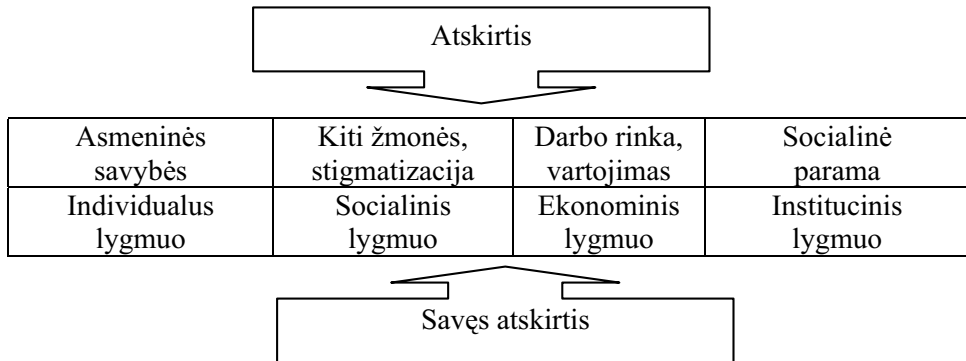 Atskirtis
Asmeninės
savybės
Kiti žmonės,
stigmatizacija
Darbo rinka,
vartojimas
Socialinė
parama
Individualus
lygmuo
Socialinis
lygmuo
Ekonominis
lygmuo
Institucinis
lygmuo
Savęs atskirtis